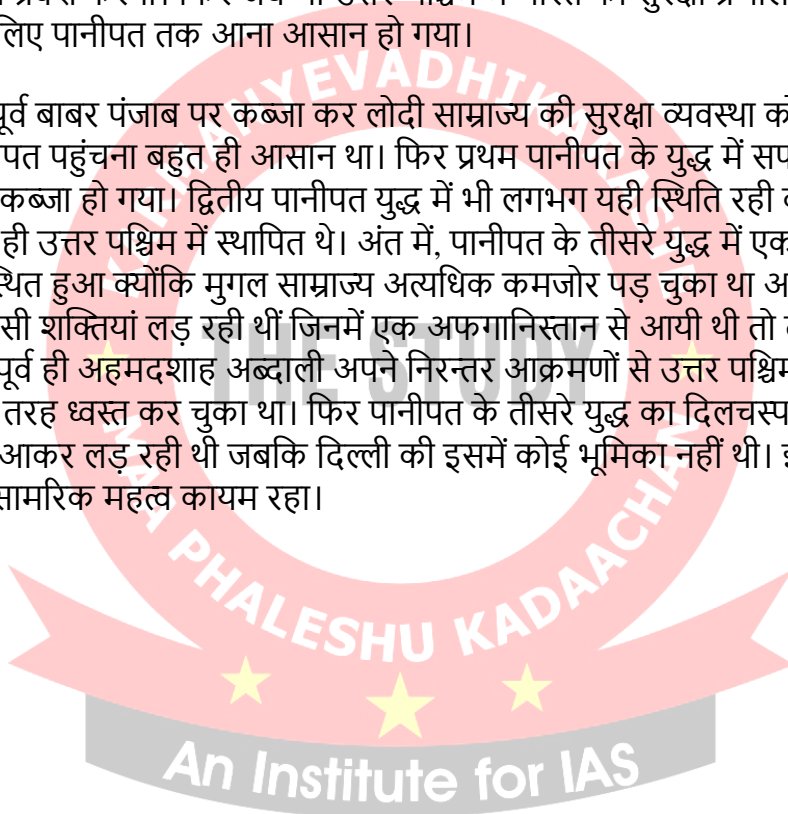 लिए पानीपत तक आना आसान हो गया।
पूर्व बाबर पंजाब पर कब्जा कर लोदी साम्राज्य की सुरक्षा व्यवस्था को
पत पहुंचना बहुत ही आसान था। फिर प्रथम पानीपत के युद्ध में सफ
कब्जा हो गया। द्वितीय पानीपत युद्ध में भी लगभग यही स्थिति रही
ही उत्तर पश्चिम में स्थापित थे। अंत में, पानीपत के तीसरे युद्ध में एक
स्थित हुआ क्योंकि मुगल साम्राज्य अत्यधिक कमजोर पड़ चुका था
सी शक्तियां लड़ रही थीं जिनमें एक अफगानिस्तान से आयी थी तो
पूर्व ही अहमदशाह अब्दाली अपने निरन्तर आक्रमणों से उत्तर पश्चिम
तरह ध्वस्त कर चुका था। फिर पानीपत के तीसरे युद्ध का दिलचस्प
आकर लड़ रही थी जबकि दिल्ली की इसमें कोई भूमिका नहीं थी।
सामरिक महत्व कायम रहा।
KARMANYEVADHIKARASTE
THE STUDY
MAA PHALESHU KADAACHAN
An Institute for IAS